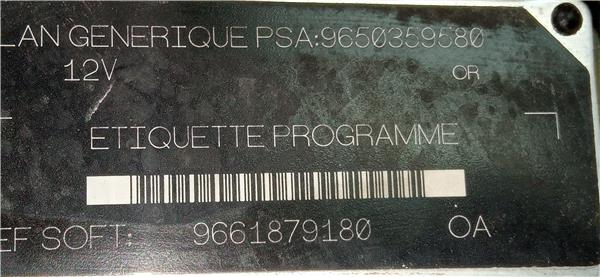 LAN GENERIQUE PSA:9650359580
12V OR
ETIQUETTE PROGRAMME
EF SOFT: 9661879180 OA